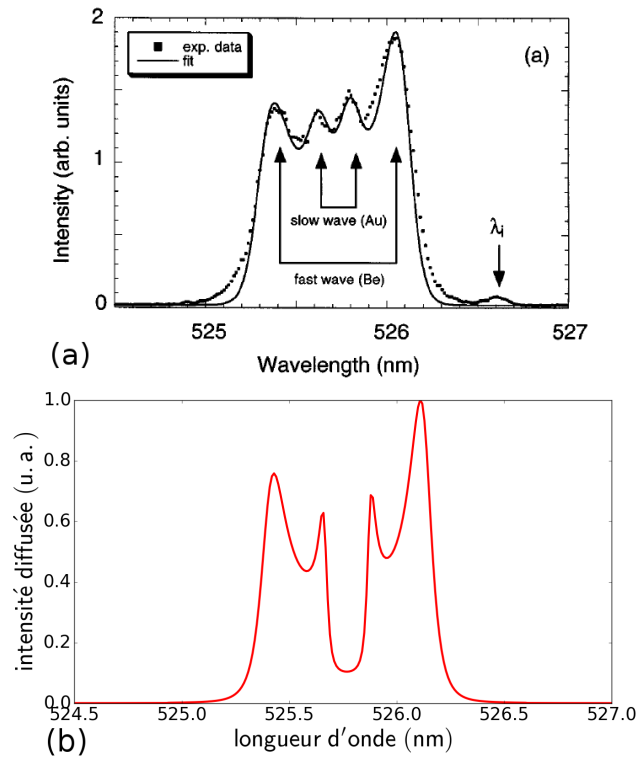 2
exp. data
fit
(a)
1
slow wave (Au)
λi
fast wave (Be)
0
525 526 527
Wavelength (nm)
Intensity (arb. units)
(a)
1.0
0.8
0.6
0.4
0.2
0.0
524.5 525.0 525.5 526.0 526.5 527.0
longueur d'onde (nm)
intensité diffusée (u. a.)
(b)